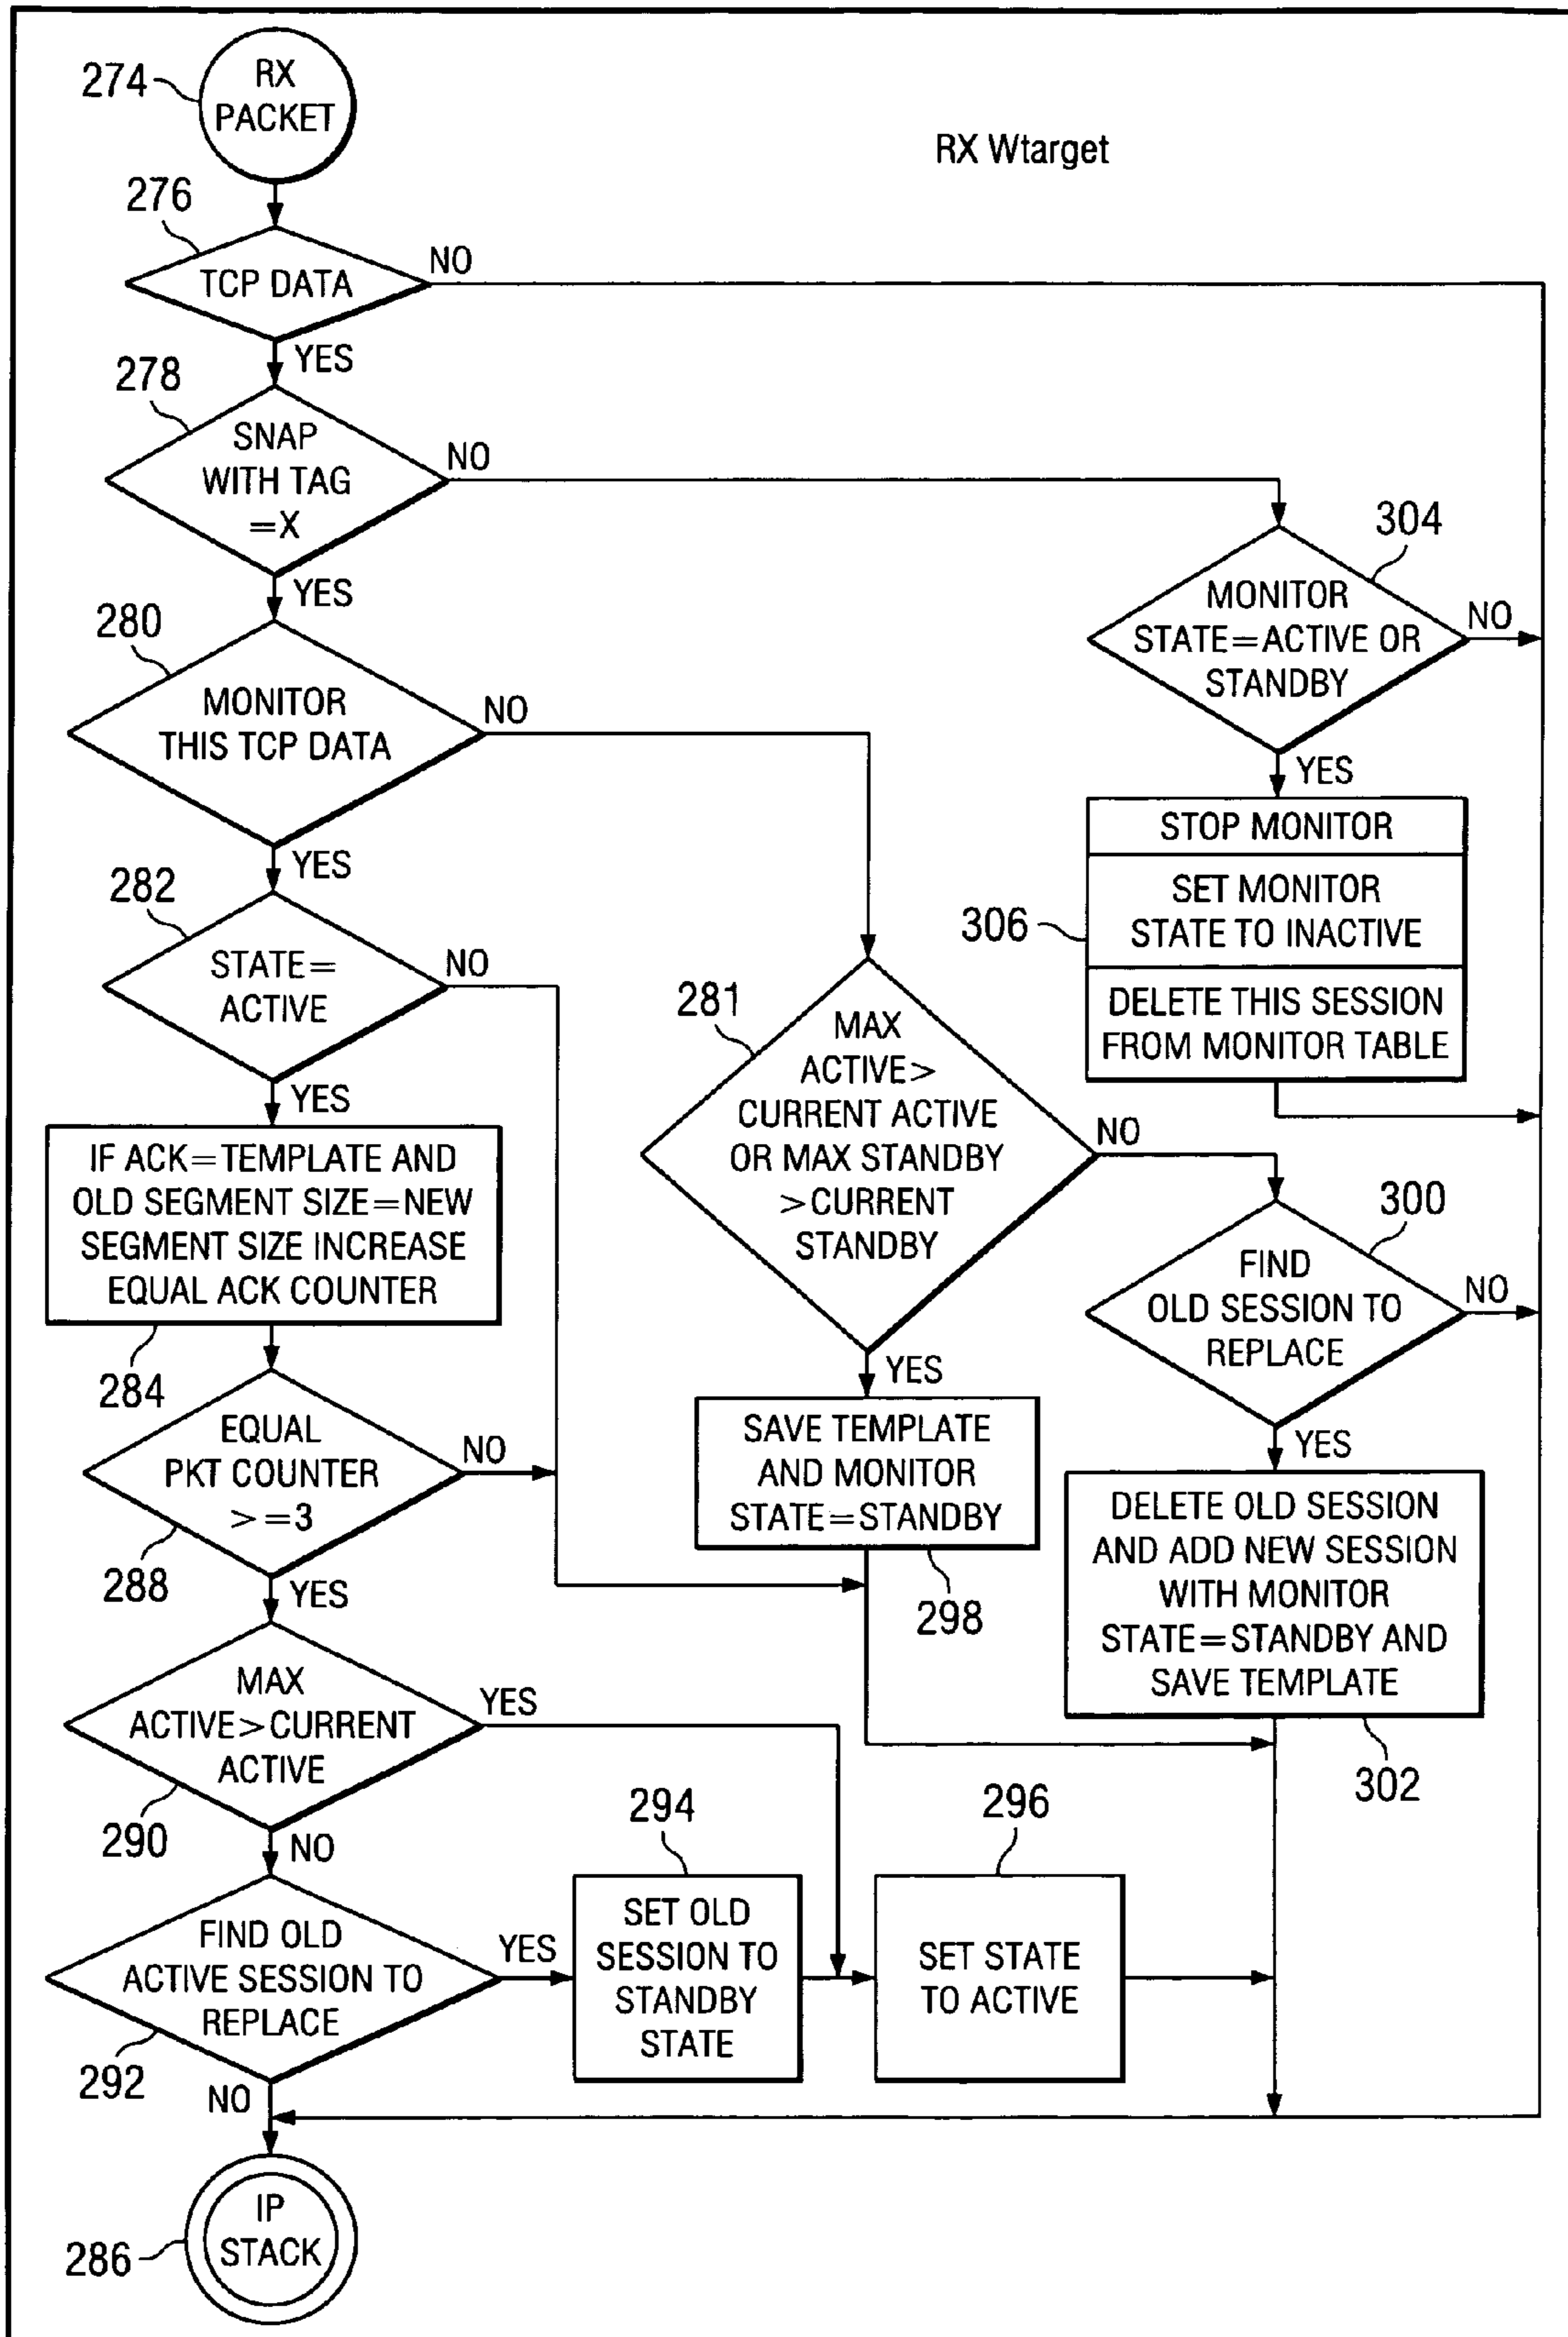 274
RX
PACKET
RX Wtarget
276
TCP DATA
NO
YES
278
SNAP
WITH TAG
=X
NO
YES
304
MONITOR
STATE=ACTIVE OR
STANDBY
NO
YES
280
MONITOR
THIS TCP DATA
NO
YES
306
STOP MONITOR
SET MONITOR
STATE TO INACTIVE
DELETE THIS SESSION
FROM MONITOR TABLE
282
STATE=
ACTIVE
NO
YES
281
MAX
ACTIVE>
CURRENT ACTIVE
OR MAX STANDBY
>CURRENT
STANDBY
NO
YES
IF ACK=TEMPLATE AND
OLD SEGMENT SIZE=NEW
SEGMENT SIZE INCREASE
EQUAL ACK COUNTER
284
300
FIND
OLD SESSION TO
REPLACE
NO
YES
EQUAL
PKT COUNTER
>=3
NO
288
YES
SAVE TEMPLATE
AND MONITOR
STATE=STANDBY
298
DELETE OLD SESSION
AND ADD NEW SESSION
WITH MONITOR
STATE=STANDBY AND
SAVE TEMPLATE
302
MAX
ACTIVE>CURRENT
ACTIVE
YES
290
NO
294
296
FIND OLD
ACTIVE SESSION TO
REPLACE
YES
292
NO
SET OLD
SESSION TO
STANDBY
STATE
SET STATE
TO ACTIVE
IP
STACK
286